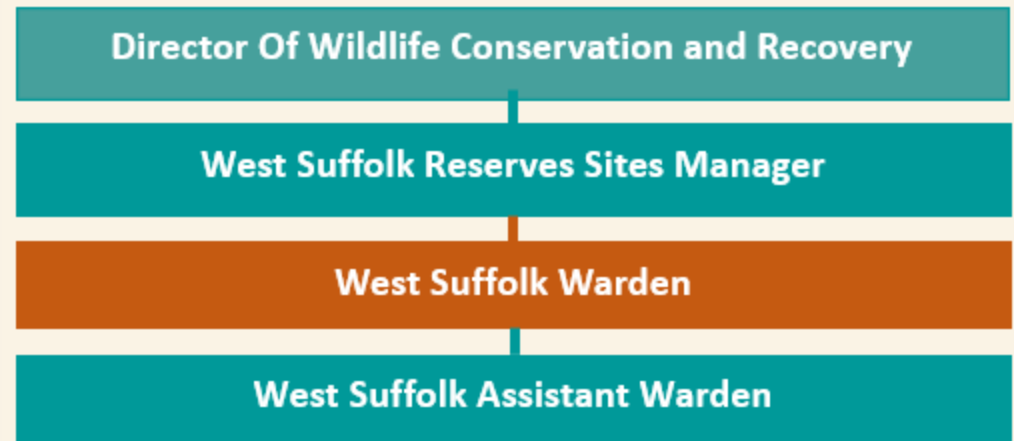 Director Of Wildlife Conservation and Recovery
West Suffolk Reserves Sites Manager
West Suffolk Warden
West Suffolk Assistant Warden